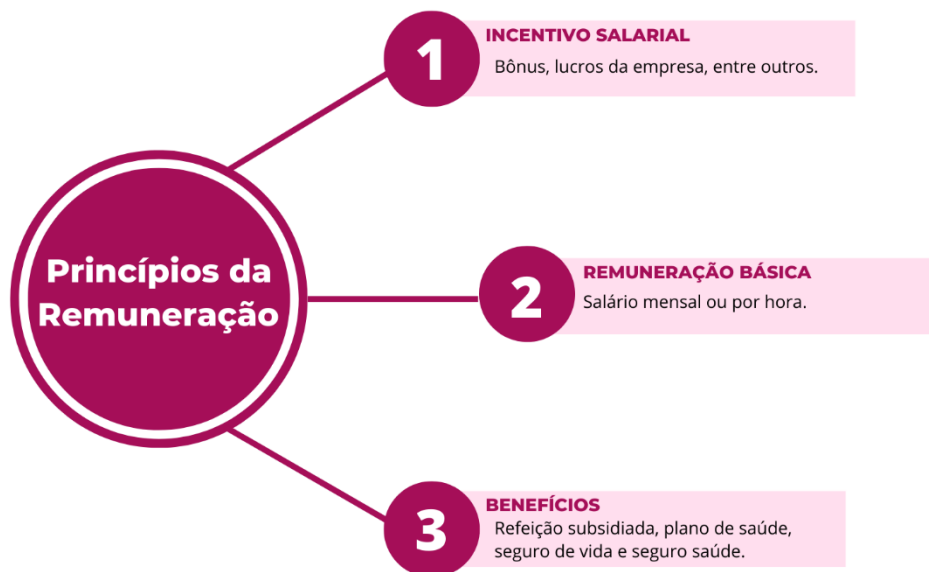 Princípios da
Remuneração
1
INCENTIVO SALARIAL
Bônus, lucros da empresa, entre outros.
2
REMUNERAÇÃO BÁSICA
Salário mensal ou por hora.
3
BENEFÍCIOS
Refeição subsidiada, plano de saúde,
seguro de vida e seguro saúde.